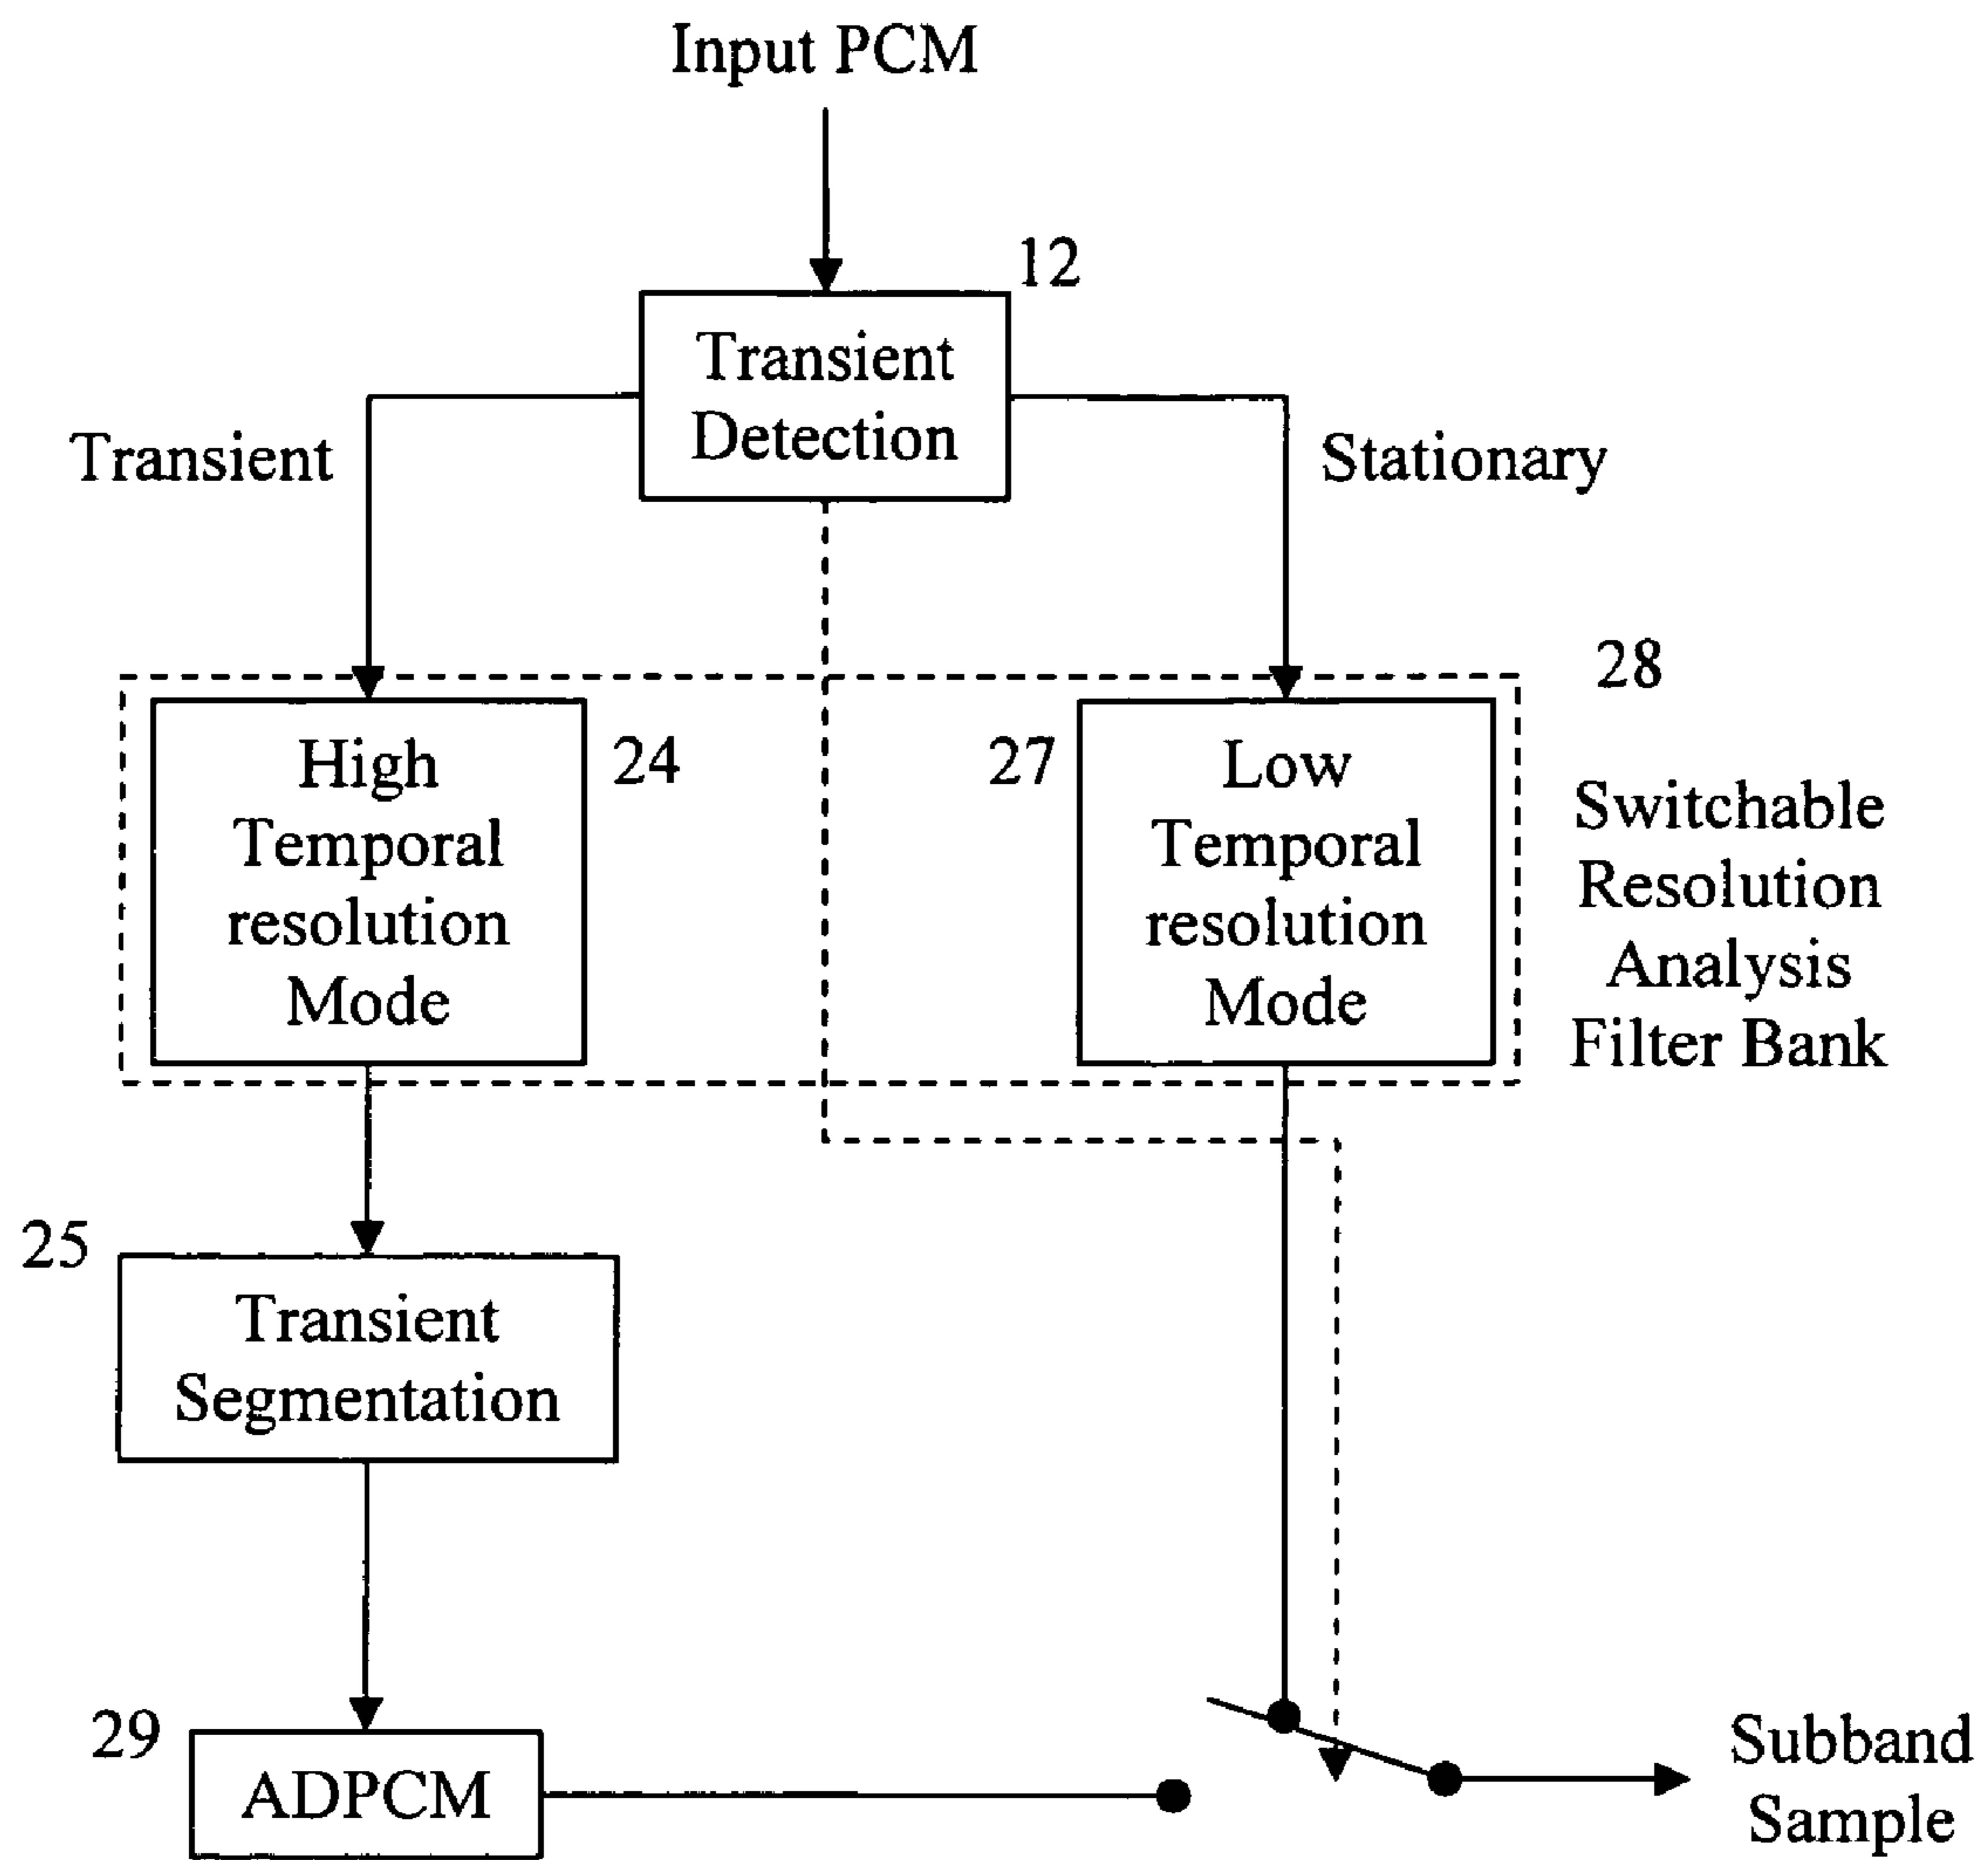 Input PCM
12
Transient
Detection
Transient
Stationary
28
High
Temporal
resolution
Mode
24
27
Low
Temporal
resolution
Mode
Switchable
Resolution
Analysis
Filter Bank
25
Transient
Segmentation
29
ADPCM
Subband
Sample